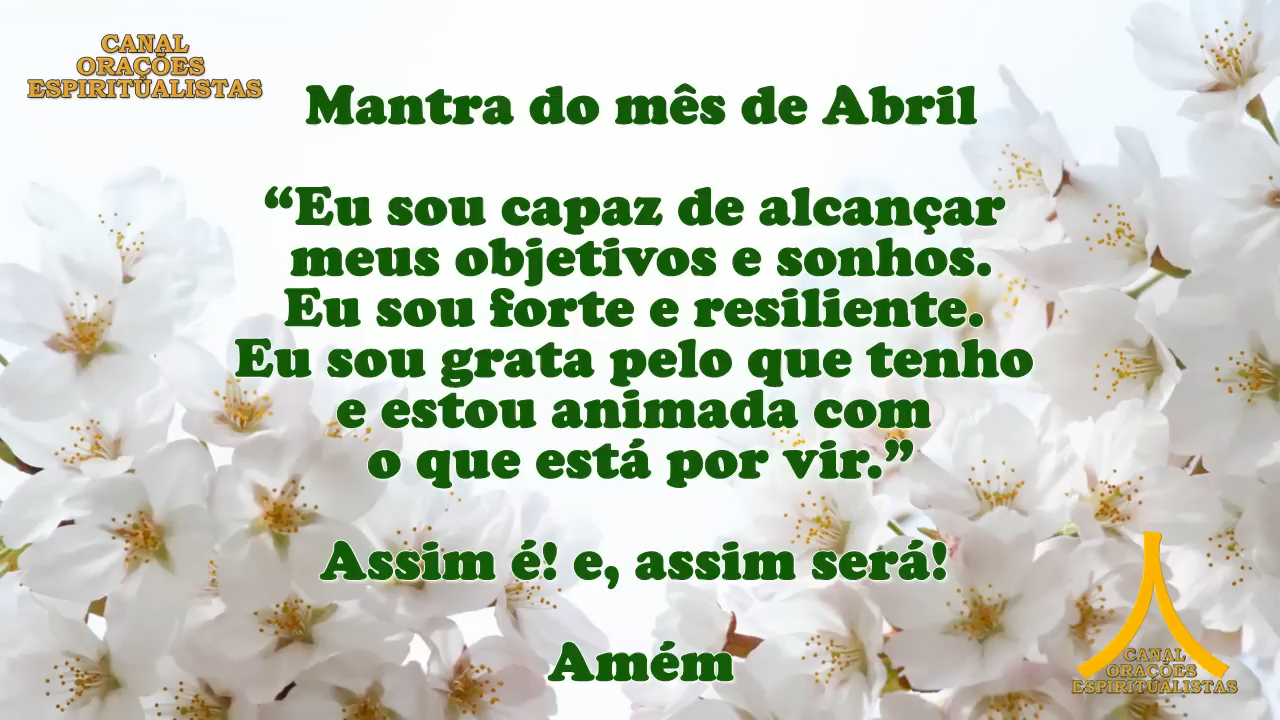 CANAL
ORAÇÕES
ESPIRITUALISTAS
Mantra do mês de Abril
“Eu sou capaz de alcançar
meus objetivos e sonhos.
Eu sou forte e resiliente.
Eu sou grata pelo que tenho
e estou animada com
o que está por vir.”
Assim é! e, assim será!
Amém
CANAL
ORAÇÕES
ESPIRITUALISTAS